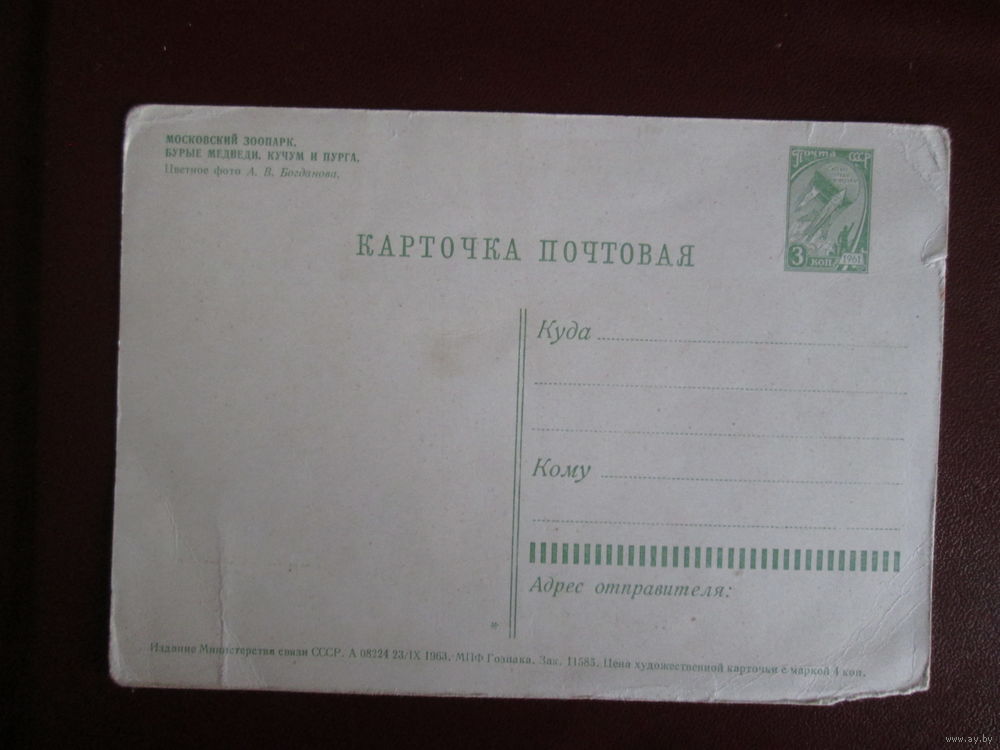 МОСКОВСКИЙ ЗООПАРК.
БУРЫЕ МЕДВЕДИ. КУЧУМ И ПУРГА.
Цветное фото А. В. Богданова.
почта СССР
3 коп. 1961
КАРТОЧКА ПОЧТОВАЯ
Куда
Кому
Адрес отправителя:
Издание Министерства связи СССР. А 08224 23/IX 1963. МПФ Гознака. Зак. 11585. Цена художественной карточки с маркой 4 коп.
www.ay.by